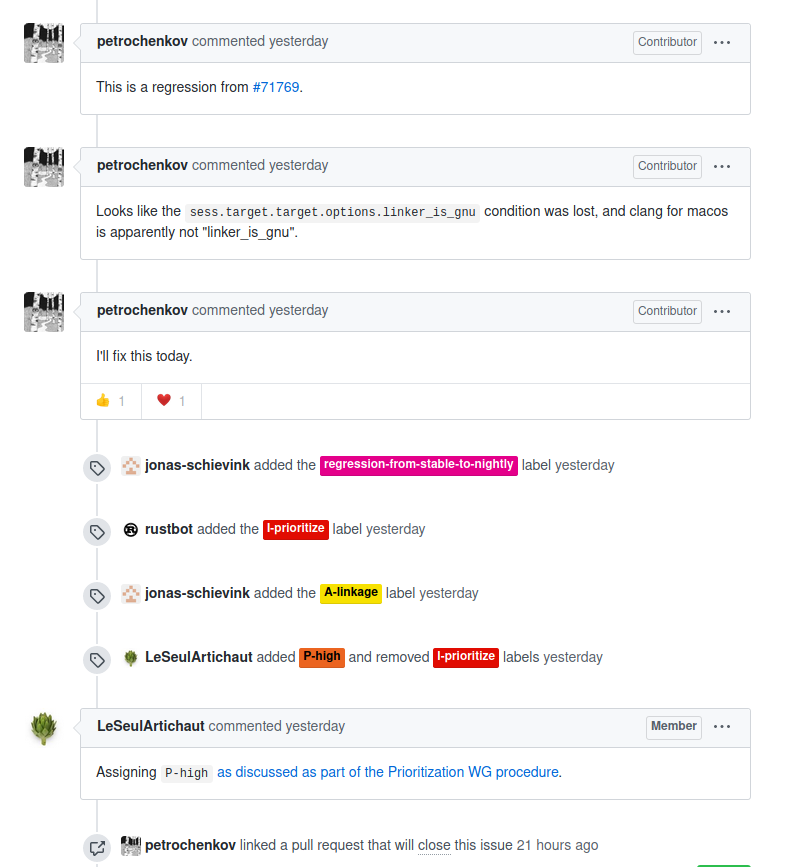 petrochenkov commented yesterday Contributor ...
This is a regression from #71769.
petrochenkov commented yesterday Contributor ...
Looks like the sess.target.target.options.linker_is_gnu condition was lost, and clang for macos
is apparently not "linker_is_gnu".
petrochenkov commented yesterday Contributor ...
I'll fix this today.
👍 1 ❤️ 1
jonas-schievink added the regression-from-stable-to-nightly label yesterday
rustbot added the I-prioritize label yesterday
jonas-schievink added the A-linkage label yesterday
LeSeulArtichaut added P-high and removed I-prioritize labels yesterday
LeSeulArtichaut commented yesterday Member ...
Assigning P-high as discussed as part of the Prioritization WG procedure.
petrochenkov linked a pull request that will close this issue 21 hours ago